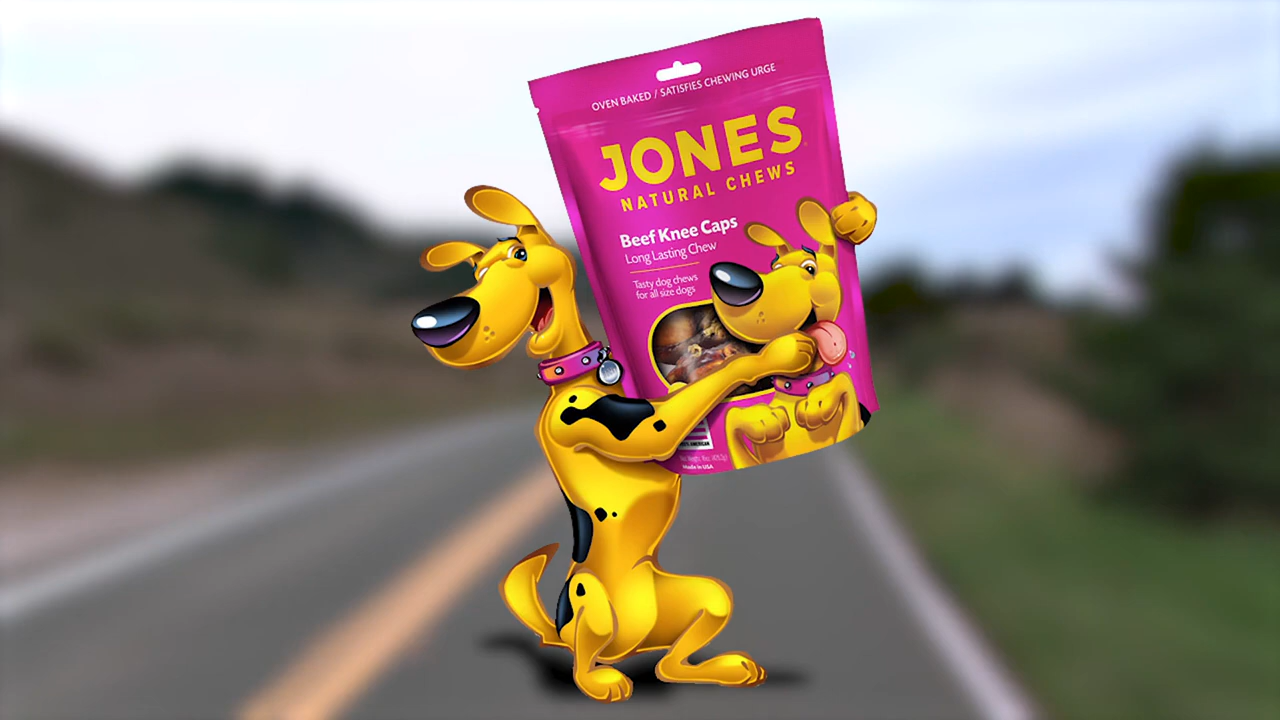 OVEN BAKED / SATISFIES CHEWING URGE
JONES
NATURAL CHEWS
Beef Knee Caps
Long Lasting Chew
Tasty dog chews
for all size dogs
Made in USA